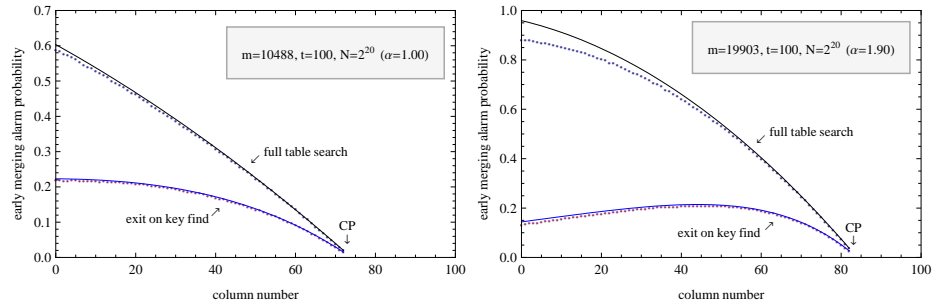 early merging alarm probability
0.7
0.6
0.5
0.4
0.3
0.2
0.1
0.0
m=10488, t=100, N=2²⁰ (α=1.00)
full table search
exit on key find
CP
0 20 40 60 80 100
column number
early merging alarm probability
1.0
0.8
0.6
0.4
0.2
0.0
m=19903, t=100, N=2²⁰ (α=1.90)
full table search
exit on key find
CP
0 20 40 60 80 100
column number